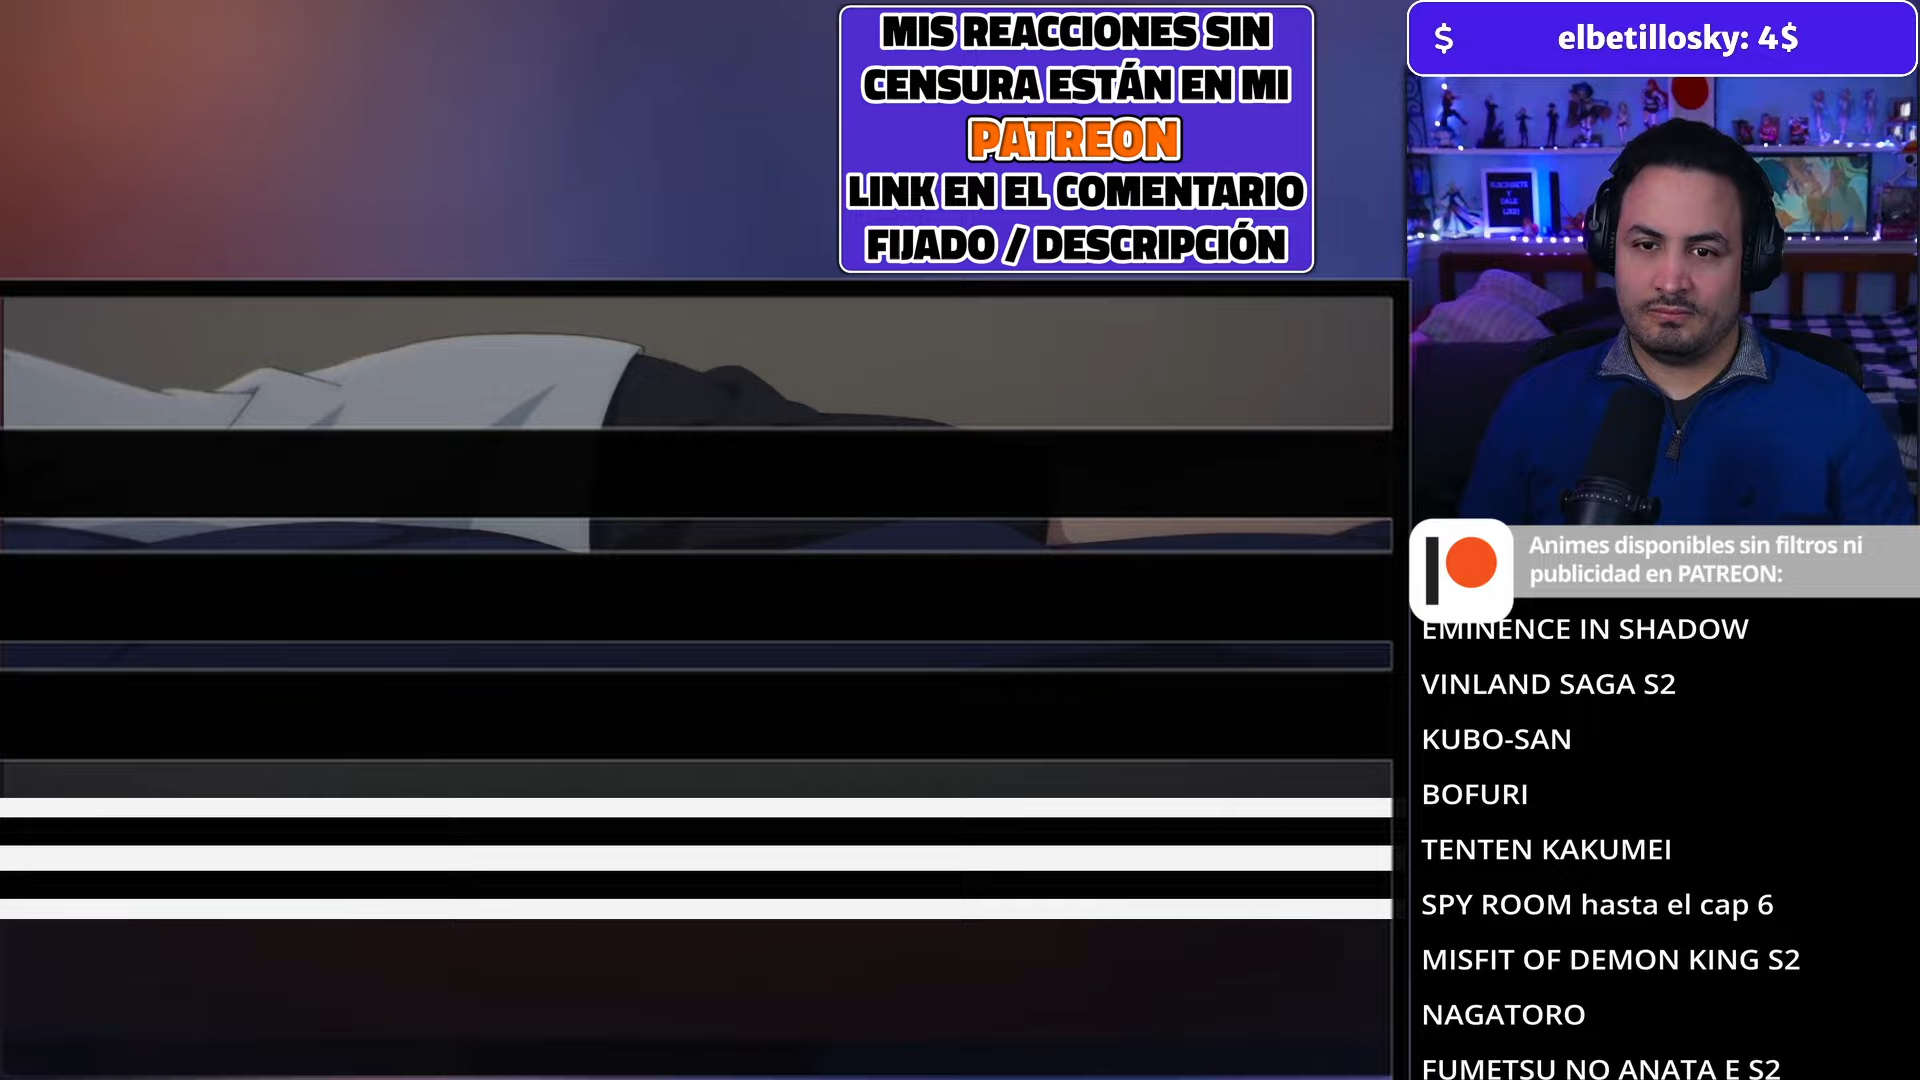 MIS REACCIONES SIN
CENSURA ESTÁN EN MI
PATREON
LINK EN EL COMENTARIO
FIJADO / DESCRIPCIÓN
$ elbetillosky: 4$
Animes disponibles sin filtros ni
publicidad en PATREON:
EMINENCE IN SHADOW
VINLAND SAGA S2
KUBO-SAN
BOFURI
TENTEN KAKUMEI
SPY ROOM hasta el cap 6
MISFIT OF DEMON KING S2
NAGATORO
FUMETSU NO ANATA E S2